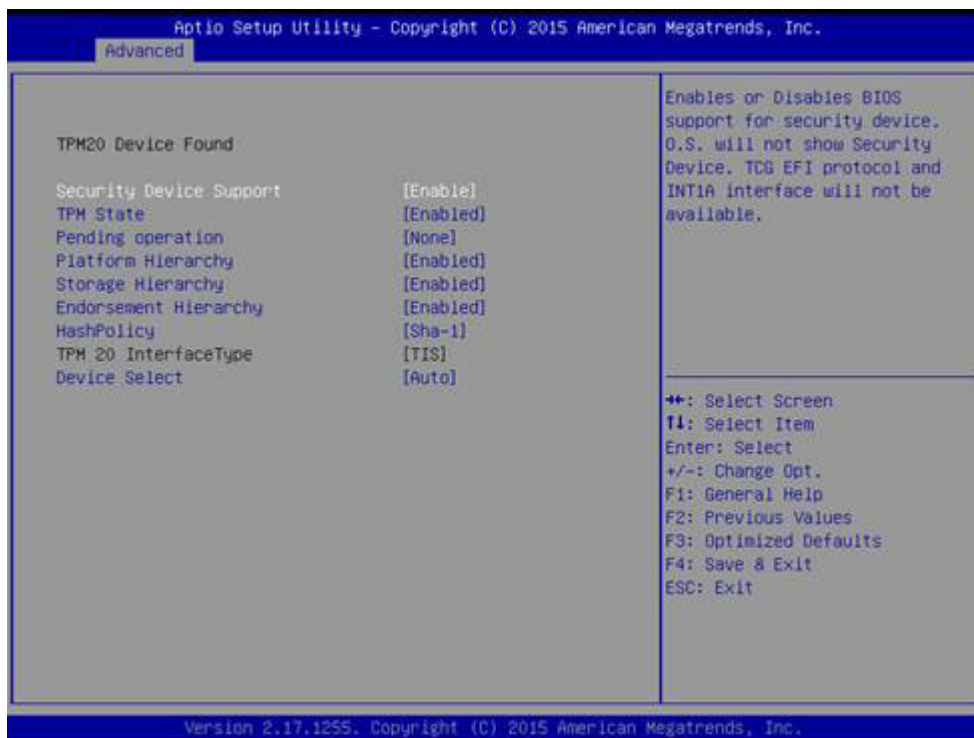 Aptio Setup Utility – Copyright (C) 2015 American Megatrends, Inc.
Advanced
TPM20 Device Found
Security Device Support [Enable]
TPM State [Enabled]
Pending operation [None]
Platform Hierarchy [Enabled]
Storage Hierarchy [Enabled]
Endorsement Hierarchy [Enabled]
HashPolicy [Sha-1]
TPM 20 InterfaceType [TIS]
Device Select [Auto]
Enables or Disables BIOS
support for security device.
O.S. will not show Security
Device. TCG EFI protocol and
INT1A interface will not be
available.
→←: Select Screen
↑↓: Select Item
Enter: Select
+/-: Change Opt.
F1: General Help
F2: Previous Values
F3: Optimized Defaults
F4: Save & Exit
ESC: Exit
Version 2.17.1255. Copyright (C) 2015 American Megatrends, Inc.